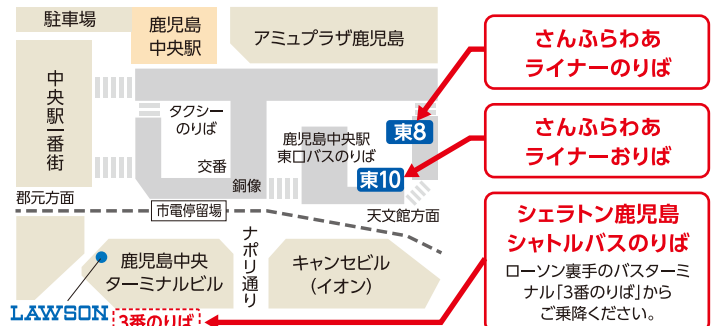 駐車場
鹿児島
中央駅
アミュプラザ鹿児島
さんふらわあ
ライナーのりば
中央駅一番街
タクシー
のりば
鹿児島中央駅
東口バスのりば
東8
さんふらわあ
ライナーおりば
交番
東10
銅像
郡元方面
市電停留場
天文館方面
シェラトン鹿児島
シャトルバスのりば
ローソン裏手のバスターミ
ナル「3番のりば」から
ご乗降ください。
ナポリ通り
鹿児島中央
ターミナルビル
キャンセビル
（イオン）
LAWSON
3番のりば